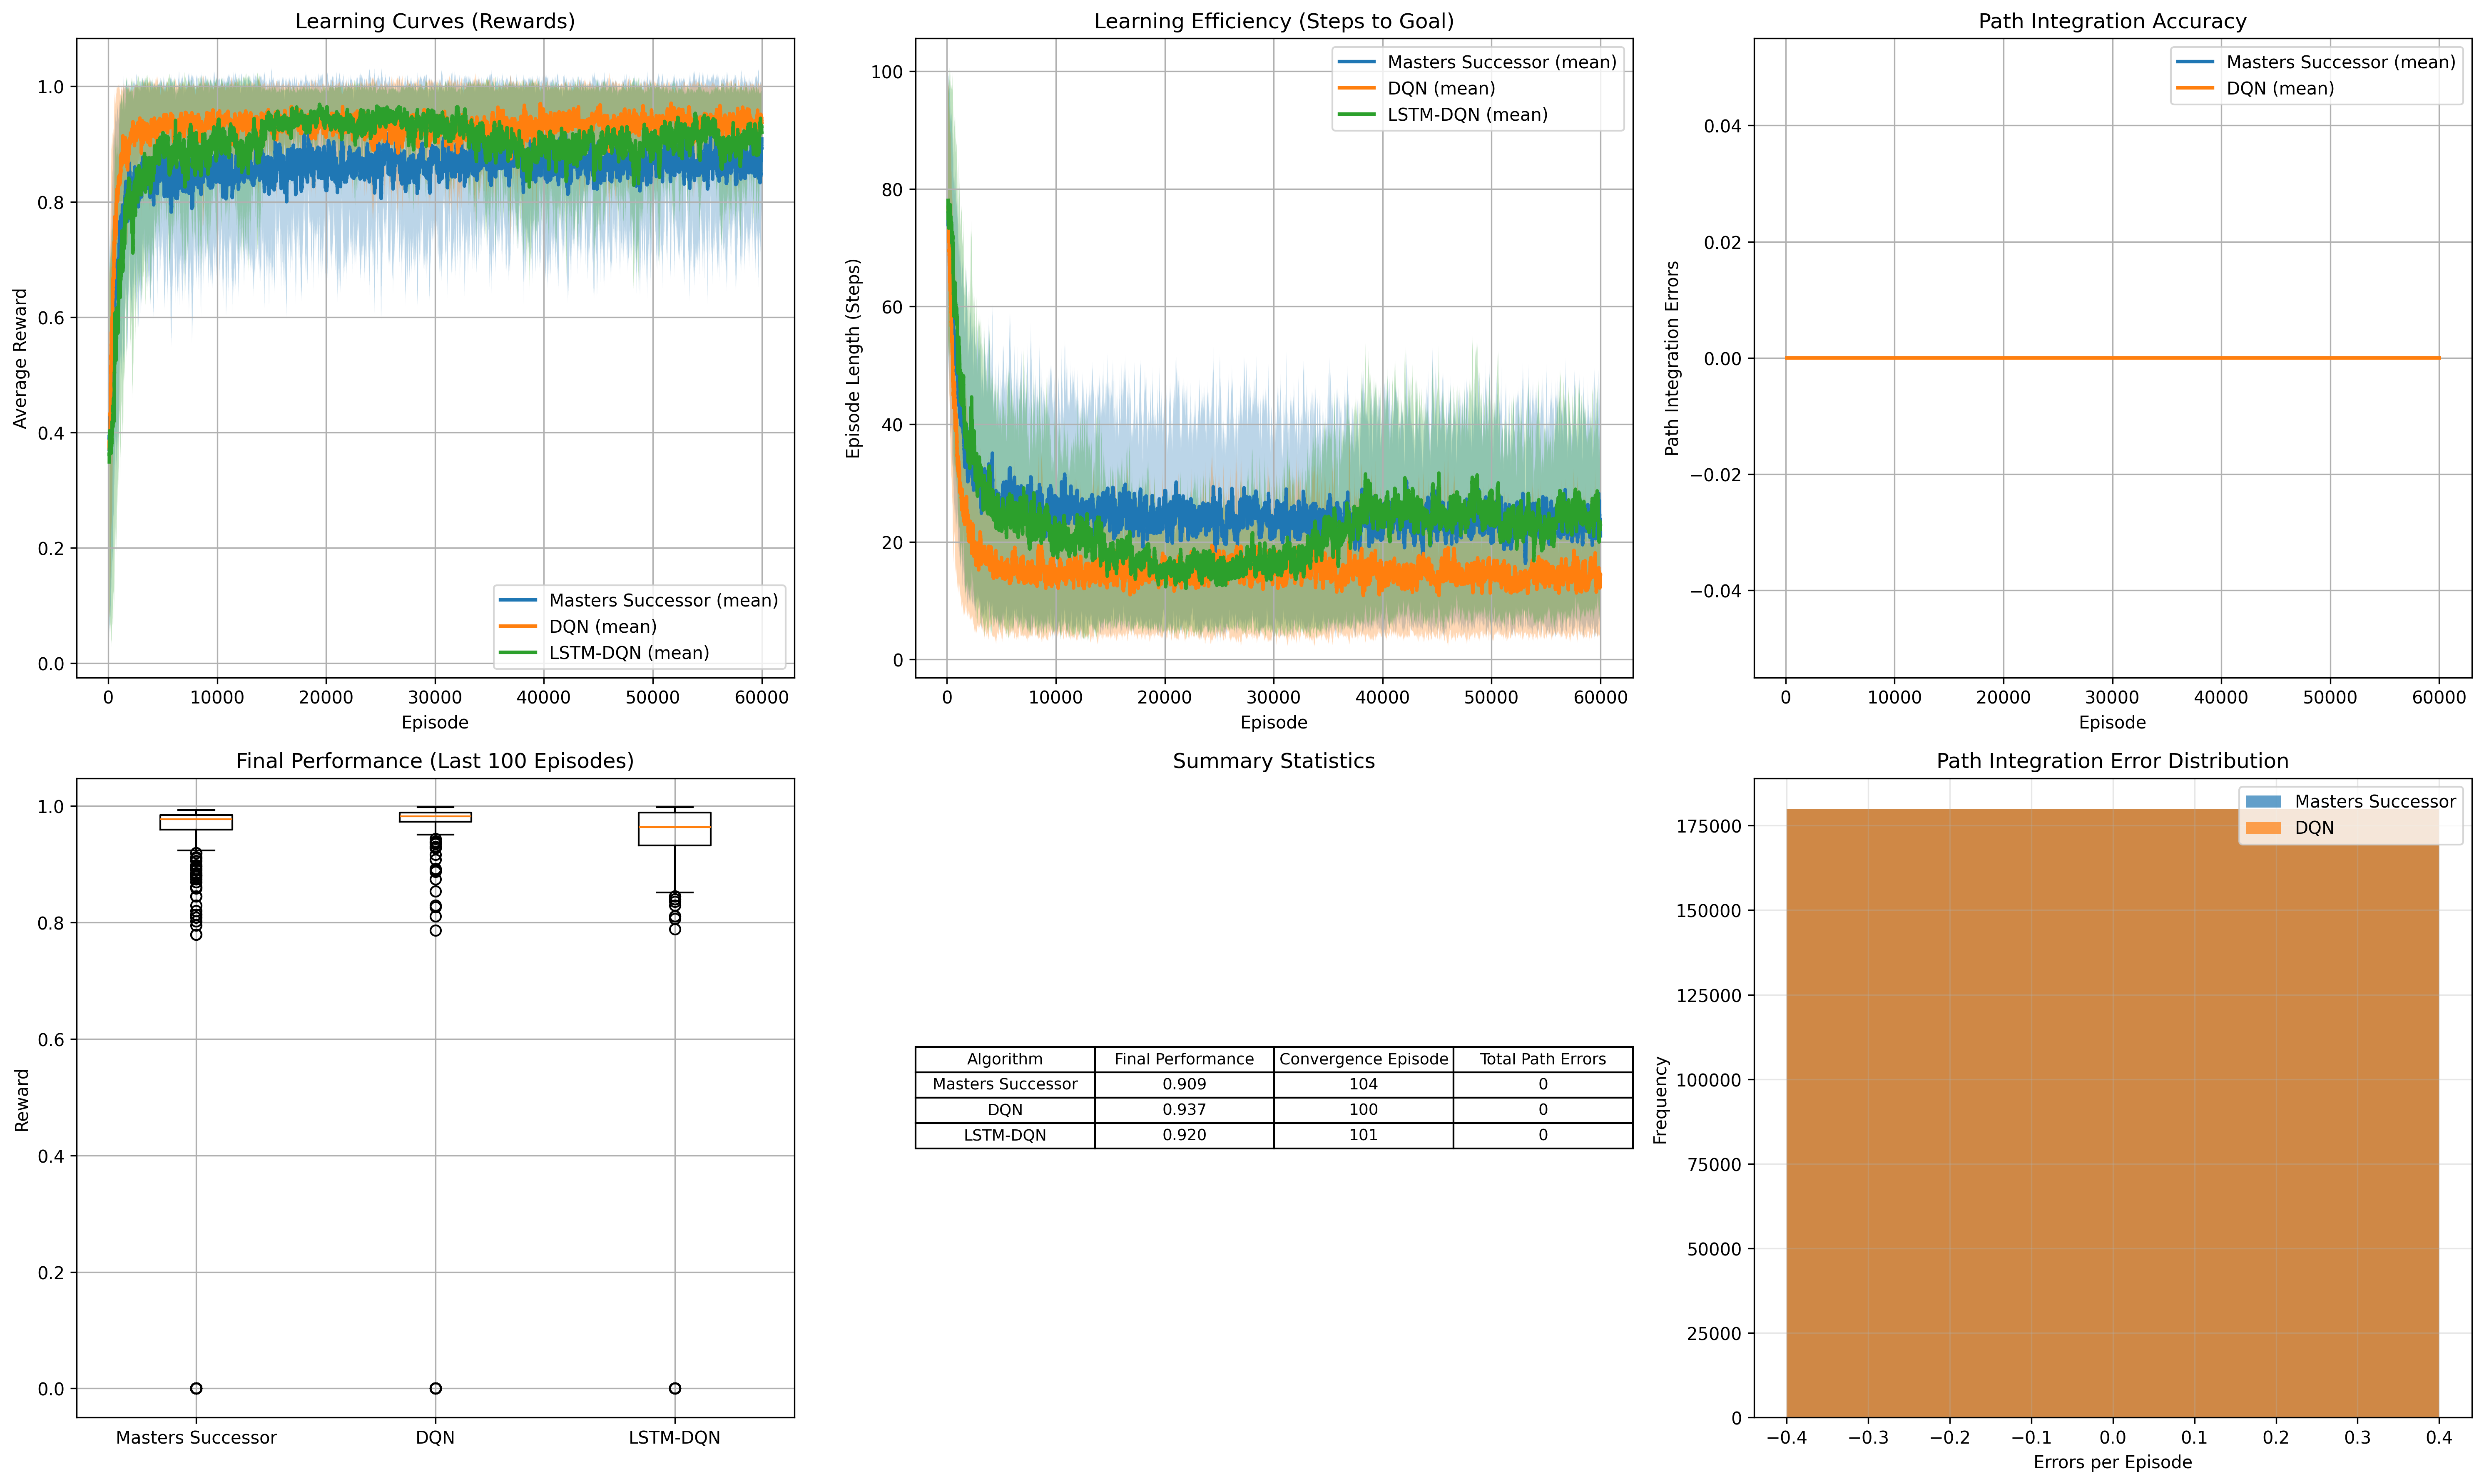 Learning Curves (Rewards)
1.0
0.8
0.6
0.4
0.2
0.0
Average Reward
Masters Successor (mean)
DQN (mean)
LSTM-DQN (mean)
0 10000 20000 30000 40000 50000 60000
Episode
Learning Efficiency (Steps to Goal)
100
80
60
40
20
0
Episode Length (Steps)
Masters Successor (mean)
DQN (mean)
LSTM-DQN (mean)
0 10000 20000 30000 40000 50000 60000
Episode
Path Integration Accuracy
0.04
0.02
0.00
−0.02
−0.04
Path Integration Errors
Masters Successor (mean)
DQN (mean)
0 10000 20000 30000 40000 50000 60000
Episode
Final Performance (Last 100 Episodes)
1.0
0.8
0.6
0.4
0.2
0.0
Reward
Masters Successor DQN LSTM-DQN
Summary Statistics
Algorithm Final Performance Convergence Episode Total Path Errors
Masters Successor 0.909 104 0
DQN 0.937 100 0
LSTM-DQN 0.920 101 0
Path Integration Error Distribution
175000
150000
125000
100000
75000
50000
25000
0
Frequency
Masters Successor
DQN
−0.4 −0.3 −0.2 −0.1 0.0 0.1 0.2 0.3 0.4
Errors per Episode